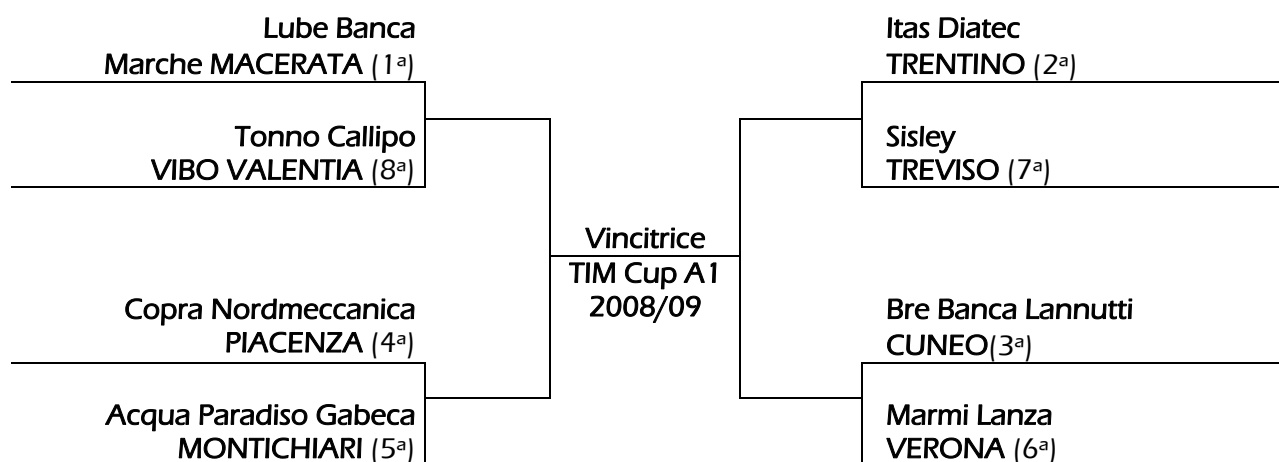 Lube Banca
Marche MACERATA (1ª)
Tonno Callipo
VIBO VALENTIA (8ª)
Copra Nordmeccanica
PIACENZA (4ª)
Acqua Paradiso Gabeca
MONTICHIARI (5ª)
Vincitrice
TIM Cup A1
2008/09
Itas Diatec
TRENTINO (2ª)
Sisley
TREVISO (7ª)
Bre Banca Lannutti
CUNEO(3ª)
Marmi Lanza
VERONA (6ª)